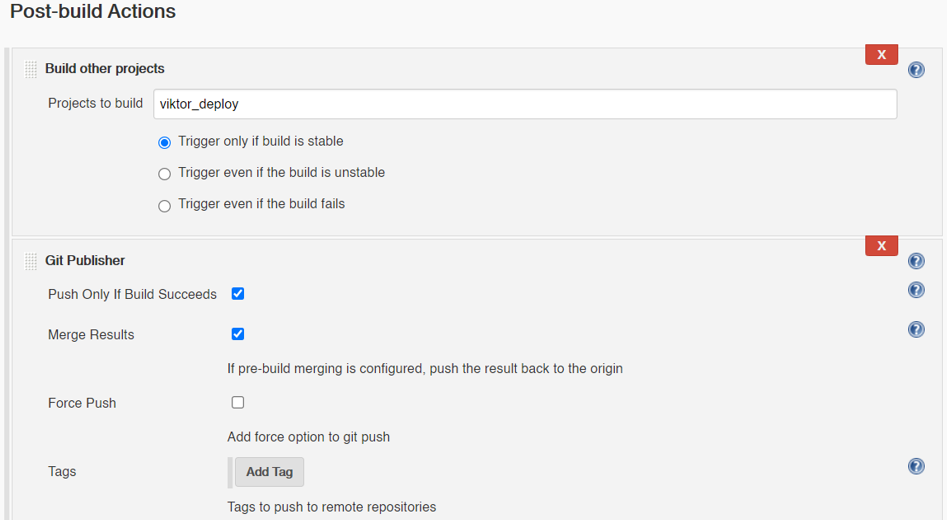 Post-build Actions
X
Build other projects
?
Projects to build viktor_deploy
Trigger only if build is stable
Trigger even if the build is unstable
Trigger even if the build fails
X
Git Publisher
?
Push Only If Build Succeeds
?
Merge Results
?
If pre-build merging is configured, push the result back to the origin
Force Push
Add force option to git push
Tags Add Tag
?
Tags to push to remote repositories